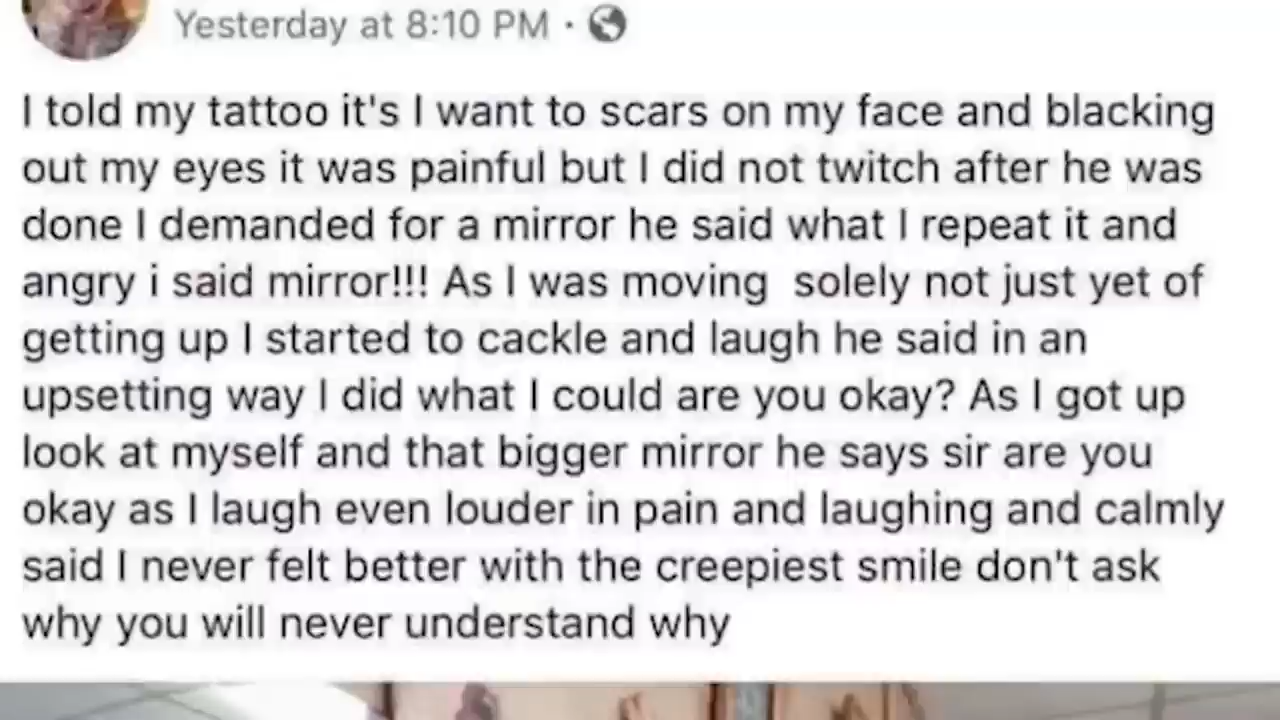 Yesterday at 8:10 PM ·
I told my tattoo it's I want to scars on my face and blacking
out my eyes it was painful but I did not twitch after he was
done I demanded for a mirror he said what I repeat it and
angry i said mirror!!! As I was moving  solely not just yet of
getting up I started to cackle and laugh he said in an
upsetting way I did what I could are you okay? As I got up
look at myself and that bigger mirror he says sir are you
okay as I laugh even louder in pain and laughing and calmly
said I never felt better with the creepiest smile don't ask
why you will never understand why